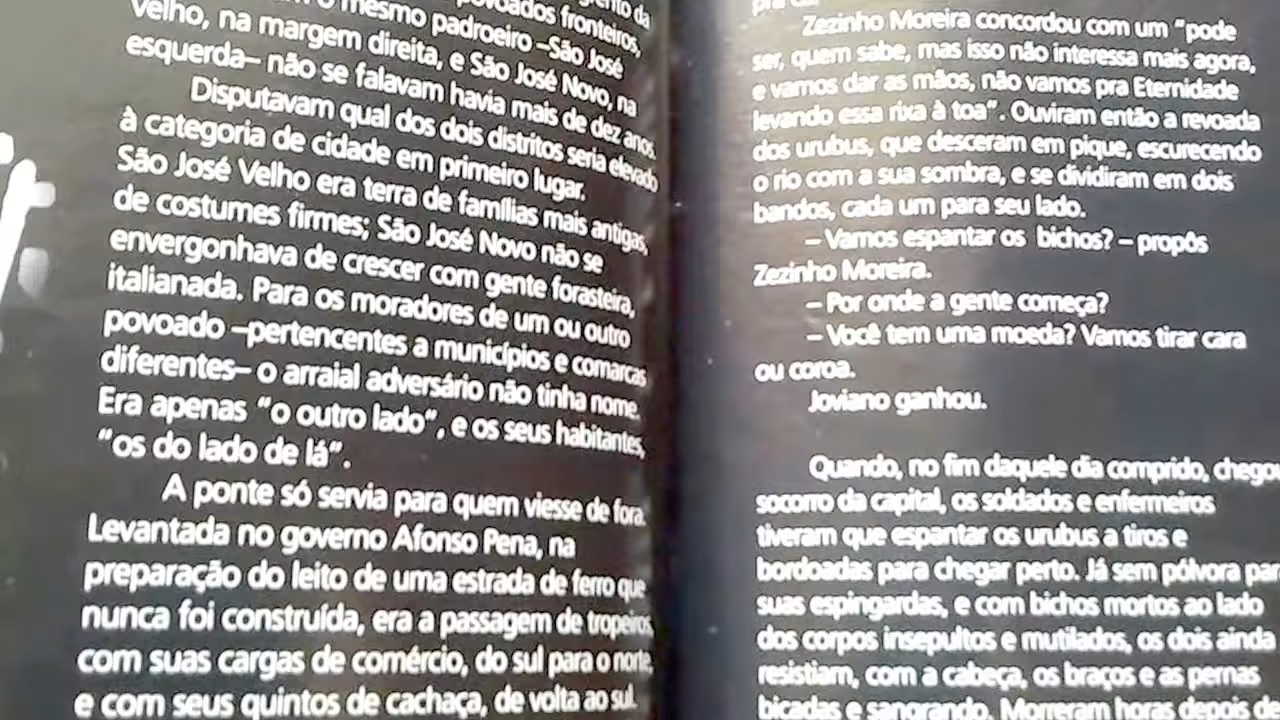 mesmo padroeiro –São José
povoados fronteiros,
Velho, na margem direita, e São José Novo, na
esquerda– não se falavam havia mais de dez anos.
Disputavam qual dos dois distritos seria elevado
à categoria de cidade em primeiro lugar.
São José Velho era terra de famílias mais antigas,
de costumes firmes; São José Novo não se
envergonhava de crescer com gente forasteira,
italianada. Para os moradores de um ou outro
povoado –pertencentes a municípios e comarcas
diferentes– o arraial adversário não tinha nome.
Era apenas “o outro lado”, e os seus habitantes,
“os do lado de lá”.
A ponte só servia para quem viesse de fora.
Levantada no governo Afonso Pena, na
preparação do leito de uma estrada de ferro que
nunca foi construída, era a passagem de tropeiros,
com suas cargas de comércio, do sul para o norte,
e com seus quintos de cachaça, de volta ao sul.
Zezinho Moreira concordou com um “pode
ser, quem sabe, mas isso não interessa mais agora,
e vamos dar as mãos, não vamos pra Eternidade
levando essa rixa à toa”. Ouviram então a revoada
dos urubus, que desceram em pique, escurecendo
o rio com a sua sombra, e se dividiram em dois
bandos, cada um para seu lado.
– Vamos espantar os bichos? – propôs
Zezinho Moreira.
– Por onde a gente começa?
– Você tem uma moeda? Vamos tirar cara
ou coroa.
Joviano ganhou.
Quando, no fim daquele dia comprido, chegou
socorro da capital, os soldados e enfermeiros
tiveram que espantar os urubus a tiros e
bordoadas para chegar perto. Já sem pólvora par
suas espingardas, e com bichos mortos ao lado
dos corpos insepultos e mutilados, os dois ainda
resistiam, com a cabeça, os braços e as pernas
bicadas e sangrando. Morreram horas depois de